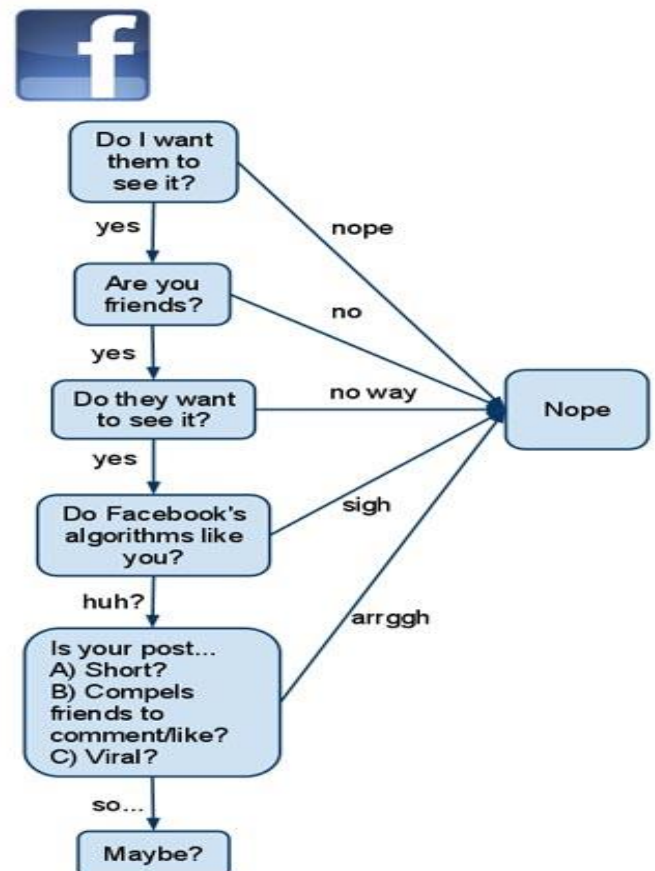 f
Do I want
them to
see it?
yes
nope
Are you
friends?
no
yes
Do they want
to see it?
no way
Nope
yes
Do Facebook's
algorithms like
you?
sigh
huh?
arrggh
Is your post...
A) Short?
B) Compels
friends to
comment/like?
C) Viral?
so...
Maybe?